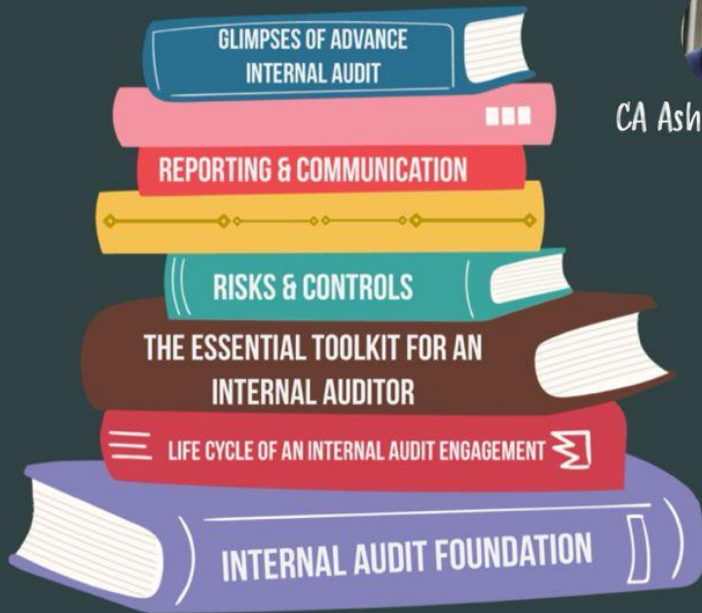 GLIMPSES OF ADVANCE
INTERNAL AUDIT
CA Ash
REPORTING & COMMUNICATION
RISKS & CONTROLS
THE ESSENTIAL TOOLKIT FOR AN
INTERNAL AUDITOR
LIFE CYCLE OF AN INTERNAL AUDIT ENGAGEMENT
INTERNAL AUDIT FOUNDATION